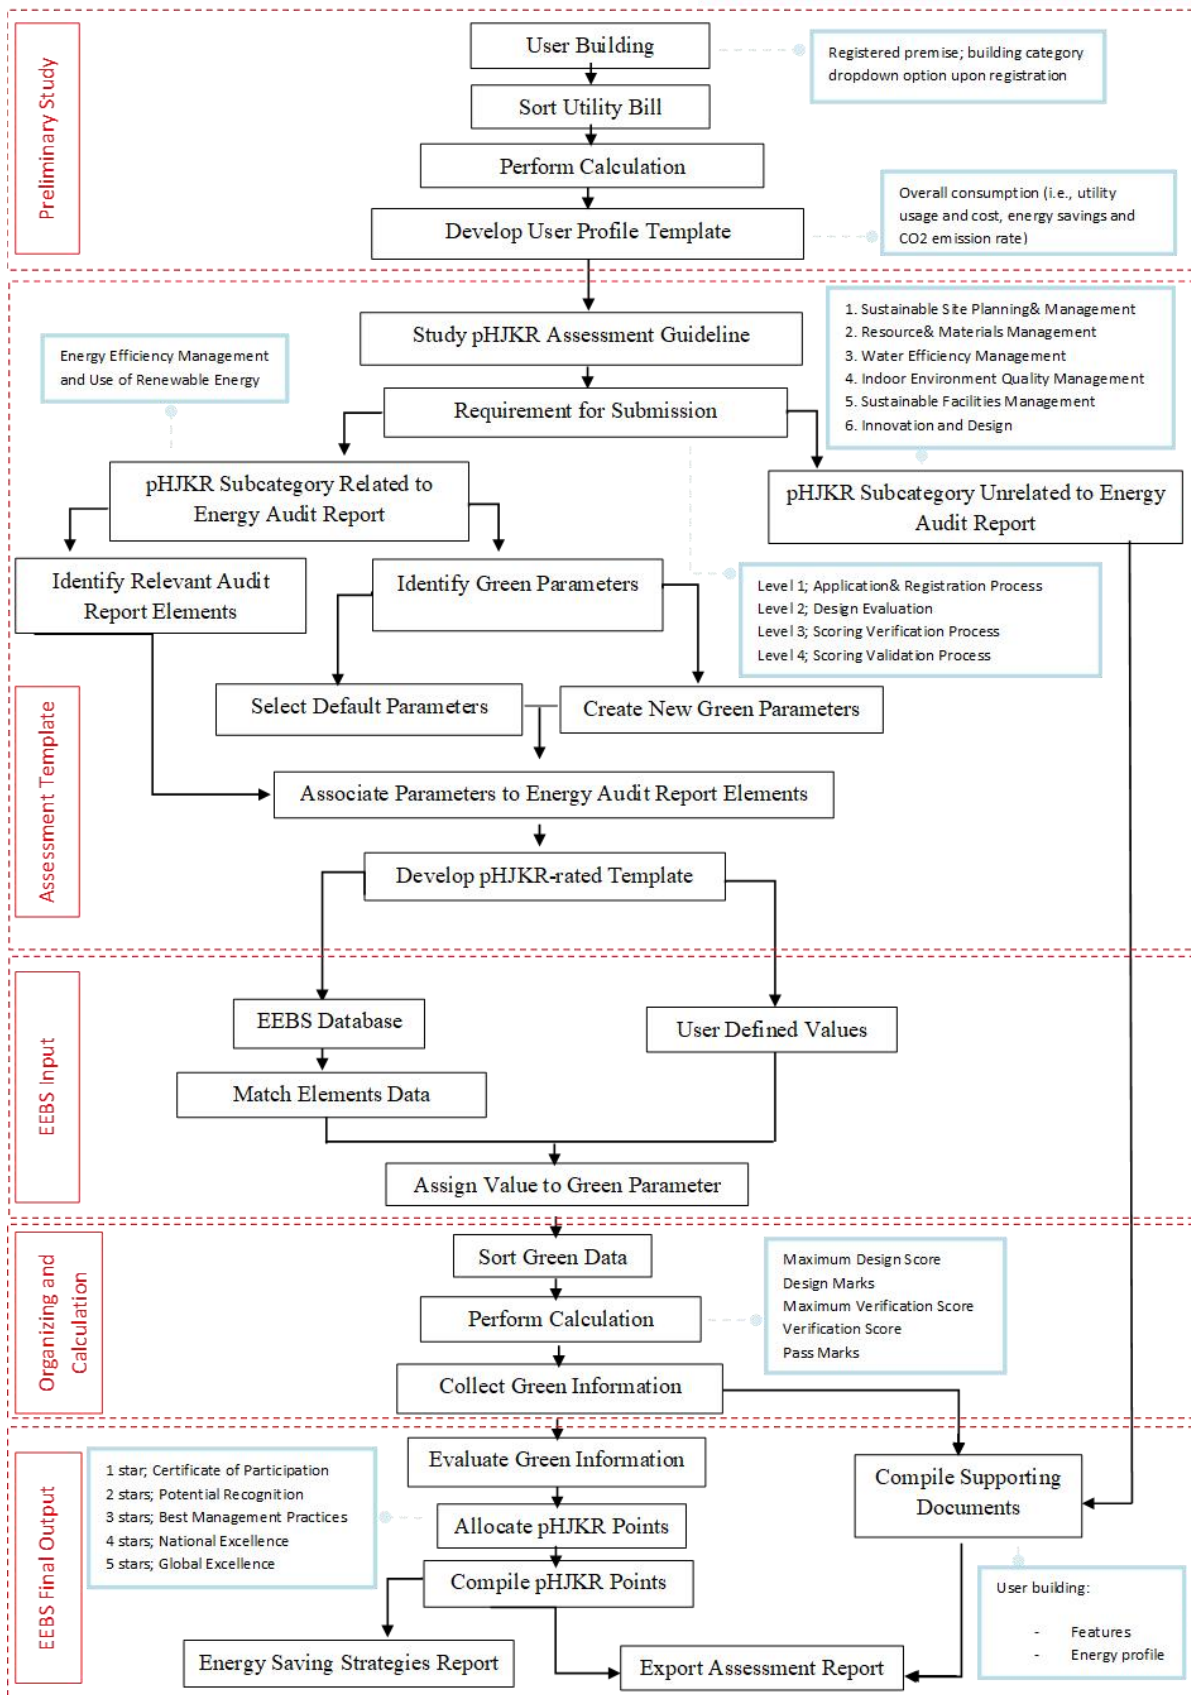 Preliminary Study
User Building
Registered premise; building category
dropdown option upon registration
Sort Utility Bill
Perform Calculation
Develop User Profile Template
Overall consumption (i.e., utility
usage and cost, energy savings and
CO2 emission rate)
Assessment Template
Study pHJKR Assessment Guideline
1. Sustainable Site Planning& Management
2. Resource& Materials Management
3. Water Efficiency Management
4. Indoor Environment Quality Management
5. Sustainable Facilities Management
6. Innovation and Design
Energy Efficiency Management
and Use of Renewable Energy
Requirement for Submission
pHJKR Subcategory Related to
Energy Audit Report
pHJKR Subcategory Unrelated to Energy
Audit Report
Identify Relevant Audit
Report Elements
Identify Green Parameters
Level 1; Application& Registration Process
Level 2; Design Evaluation
Level 3; Scoring Verification Process
Level 4; Scoring Validation Process
Select Default Parameters
Create New Green Parameters
Associate Parameters to Energy Audit Report Elements
Develop pHJKR-rated Template
EEBS Input
EEBS Database
User Defined Values
Match Elements Data
Assign Value to Green Parameter
Organizing and
Calculation
Sort Green Data
Perform Calculation
Maximum Design Score
Design Marks
Maximum Verification Score
Verification Score
Pass Marks
Collect Green Information
EEBS Final Output
Evaluate Green Information
1 star; Certificate of Participation
2 stars; Potential Recognition
3 stars; Best Management Practices
4 stars; National Excellence
5 stars; Global Excellence
Compile Supporting
Documents
Allocate pHJKR Points
Compile pHJKR Points
User building:
- Features
- Energy profile
Energy Saving Strategies Report
Export Assessment Report